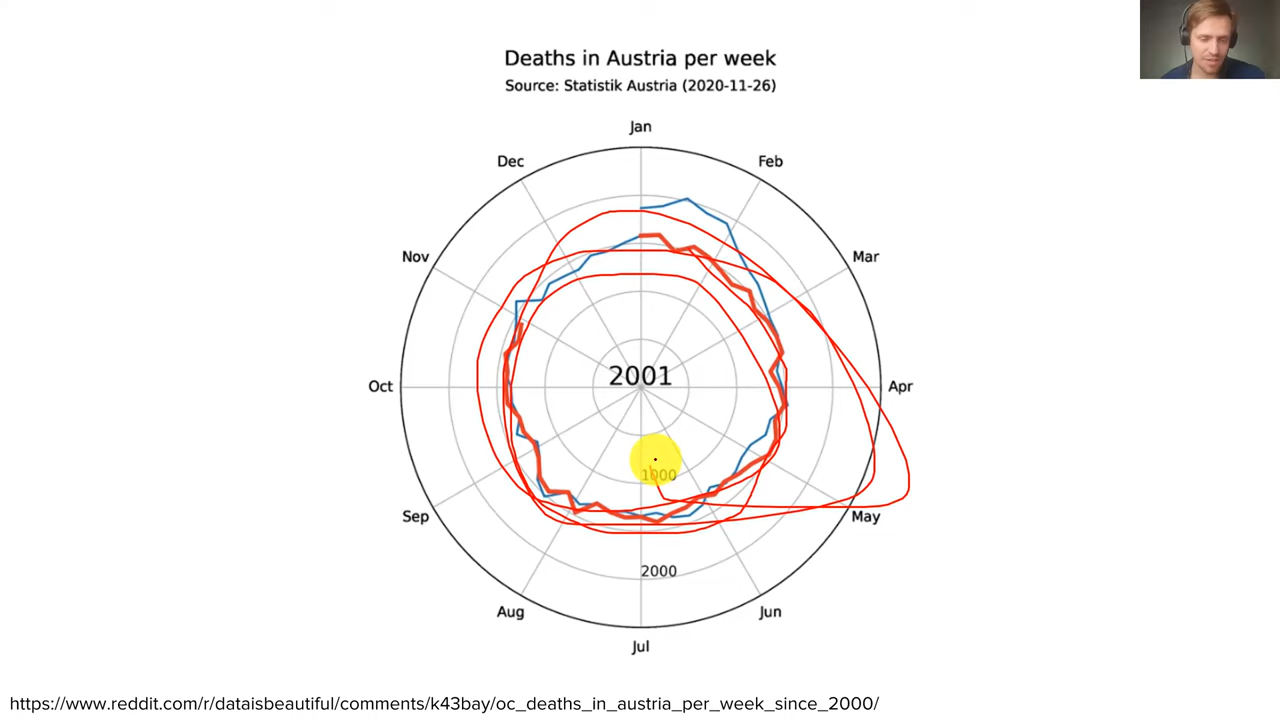 Deaths in Austria per week
Source: Statistik Austria (2020-11-26)
Jan
Dec
Feb
Nov
Mar
2001
Oct
Apr
1000
Sep
May
2000
Aug
Jun
Jul
https://www.reddit.com/r/dataisbeautiful/comments/k43bay/oc_deaths_in_austria_per_week_since_2000/